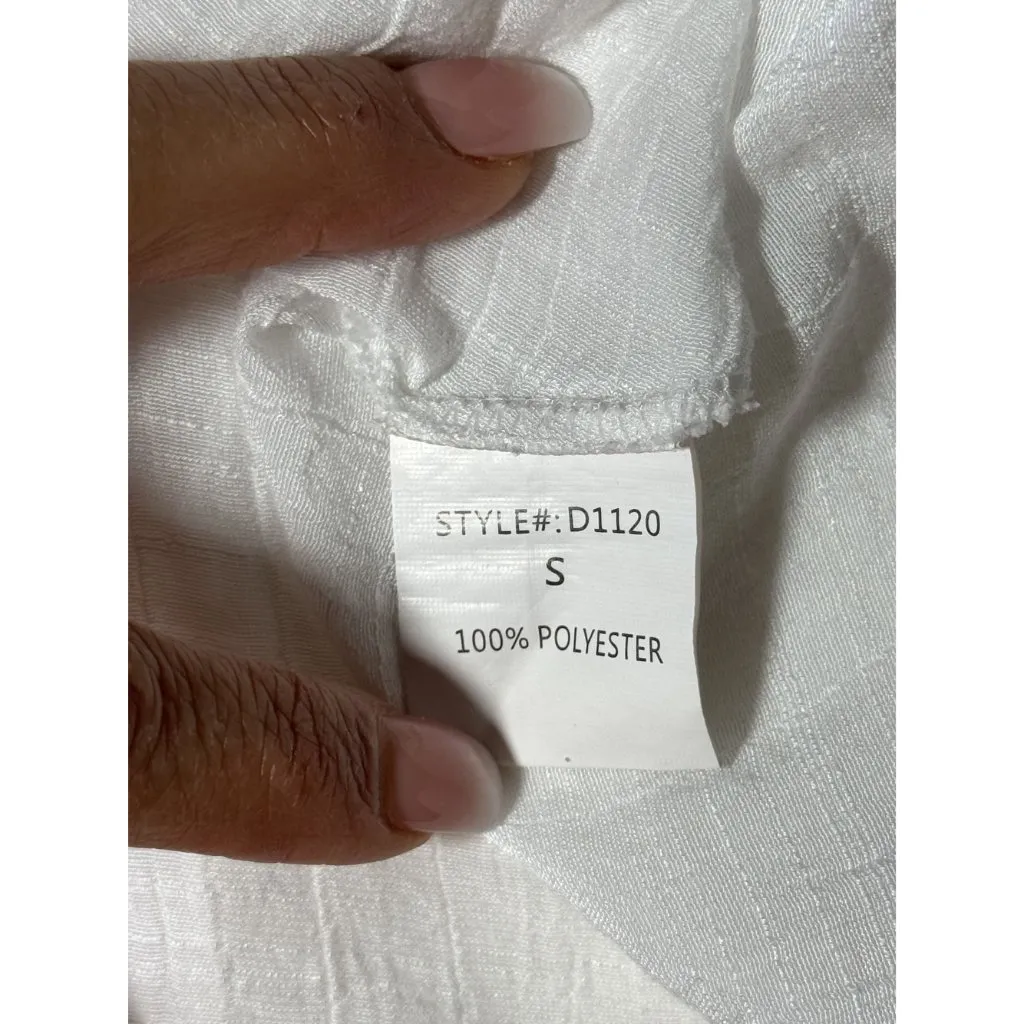 STYLE#: D1120
S
100% POLYESTER